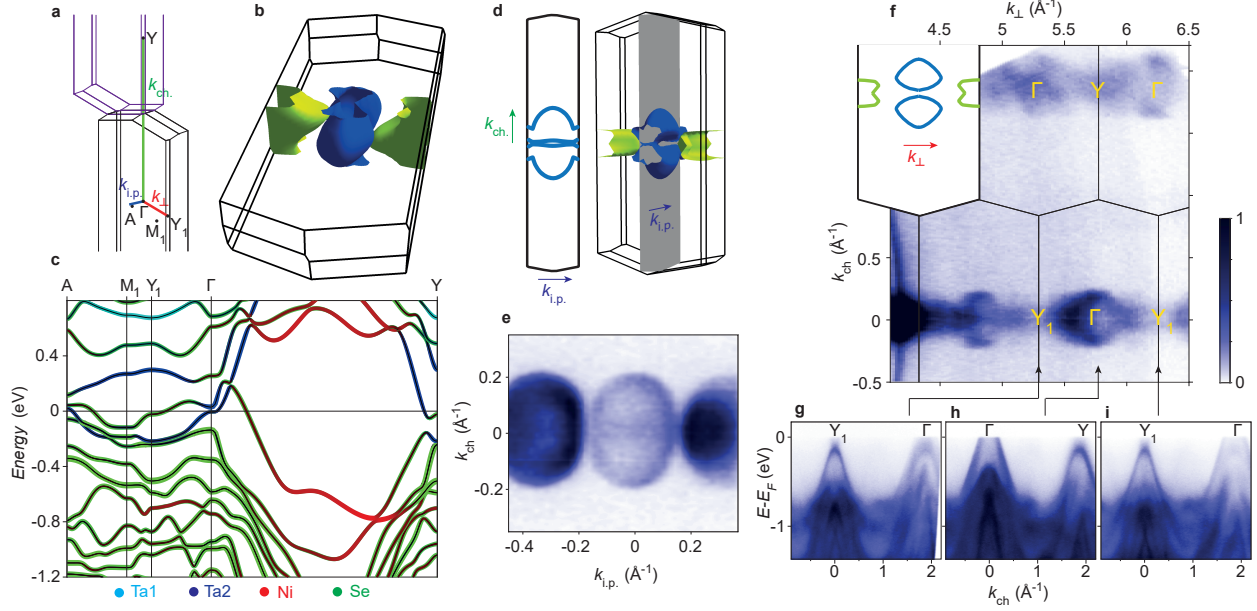 a
Y
k_ch.
k_i.p.
k_⊥
A
Γ
Y_1
M_1
b
c
A
M_1
Y_1
Γ
Y
0.4
0
-0.4
-0.8
-1.2
Energy (eV)
Ta1
Ta2
Ni
Se
d
k_ch.
k_i.p.
k_i.p.
e
0.2
0
-0.2
k_ch (Å⁻¹)
-0.4
-0.2
0
0.2
k_i.p. (Å⁻¹)
f
k_⊥ (Å⁻¹)
4.5
5
5.5
6
6.5
Γ
Y
Γ
k_⊥
0.5
0
-0.5
k_ch (Å⁻¹)
Y_1
Γ
Y_1
1
0
g
h
i
Y_1
Γ
Γ
Y
Y_1
Γ
0
-1
E-E_F (eV)
0
1
2
0
1
2
0
1
2
k_ch (Å⁻¹)